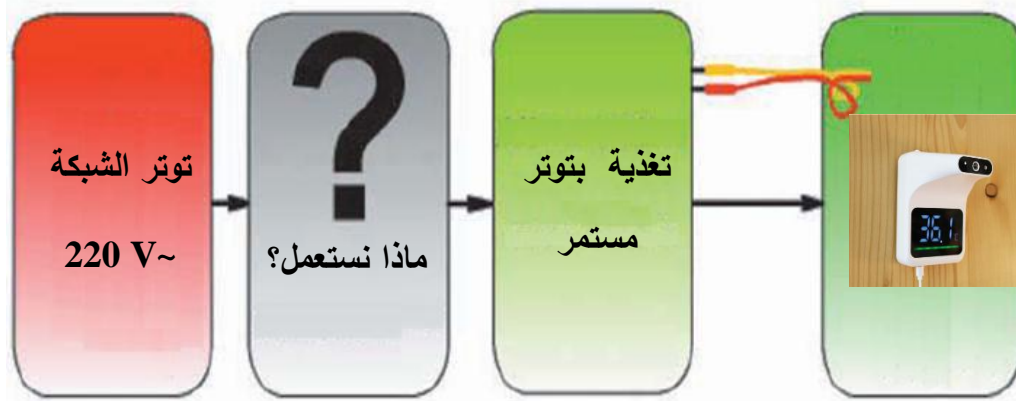 توتر الشبكة
220 V~
?
ماذا نستعمل؟
تغذية بتوتر
مستمر
36.1